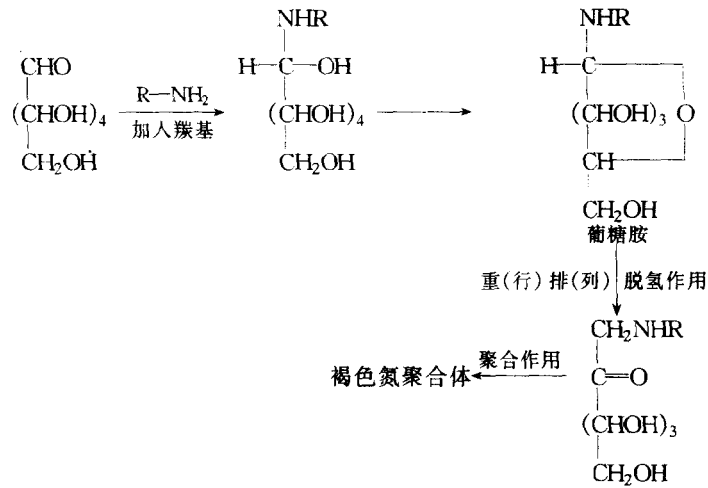 NHR
CHO
H—C—OH
(CHOH)4
R—NH2
加入羰基
(CHOH)4
CH2OH
CH2OH
NHR
H—C
(CHOH)3
O
CH
CH2OH
葡糖胺
重(行)排(列)
脱氢作用
CH2NHR
C=O
(CHOH)3
CH2OH
聚合作用
褐色氮聚合体